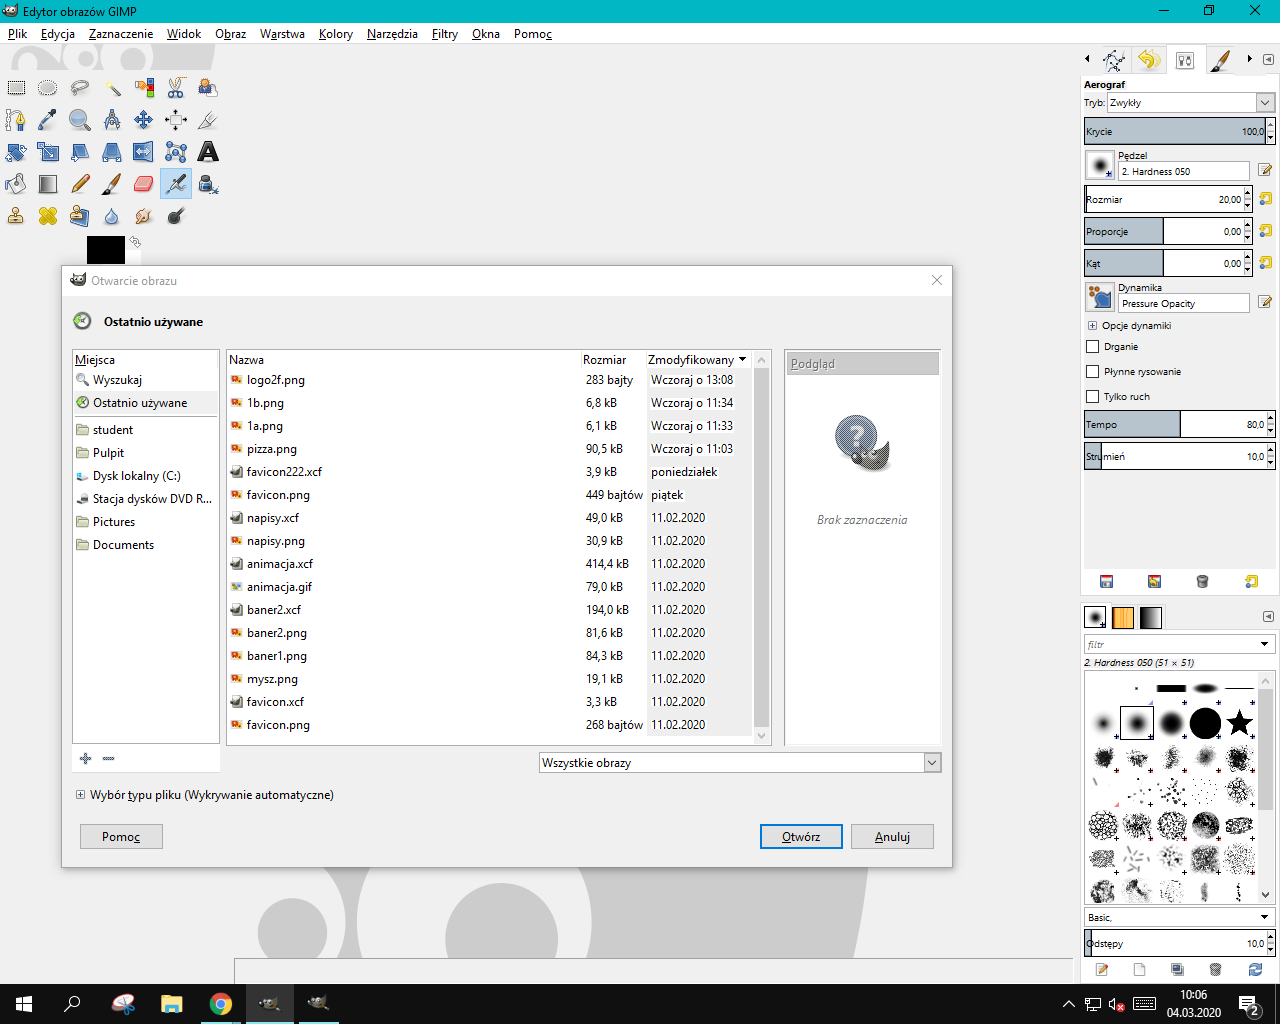 Edytor obrazów GIMP
Plik Edycja Zaznaczenie Widok Obraz Warstwa Kolory Narzędzia Filtry Okna Pomoc
Aerograf
Tryb: Zwykły
Krycie 100,0
Pędzel
2. Hardness 050
Rozmiar 20,00
Proporcje 0,00
Kąt 0,00
Dynamika
Pressure Opacity
Opcje dynamiki
Drganie
Płynne rysowanie
Tylko ruch
Tempo 80,0
Strumień 10,0
filtr
2. Hardness 050 (51 × 51)
Basic,
Odstępy 10,0
Otwarcie obrazu
Ostatnio używane
Miejsca
Wyszukaj
Ostatnio używane
student
Pulpit
Dysk lokalny (C:)
Stacja dysków DVD R...
Pictures
Documents
Nazwa Rozmiar Zmodyfikowany
logo2f.png 283 bajty Wczoraj o 13:08
1b.png 6,8 kB Wczoraj o 11:34
1a.png 6,1 kB Wczoraj o 11:33
pizza.png 90,5 kB Wczoraj o 11:03
favicon222.xcf 3,9 kB poniedziałek
favicon.png 449 bajtów piątek
napisy.xcf 49,0 kB 11.02.2020
napisy.png 30,9 kB 11.02.2020
animacja.xcf 414,4 kB 11.02.2020
animacja.gif 79,0 kB 11.02.2020
baner2.xcf 194,0 kB 11.02.2020
baner2.png 81,6 kB 11.02.2020
baner1.png 84,3 kB 11.02.2020
mysz.png 19,1 kB 11.02.2020
favicon.xcf 3,3 kB 11.02.2020
favicon.png 268 bajtów 11.02.2020
Podgląd
Brak zaznaczenia
Wszystkie obrazy
Wybór typu pliku (Wykrywanie automatyczne)
Pomoc Otwórz Anuluj
10:06
04.03.2020
2